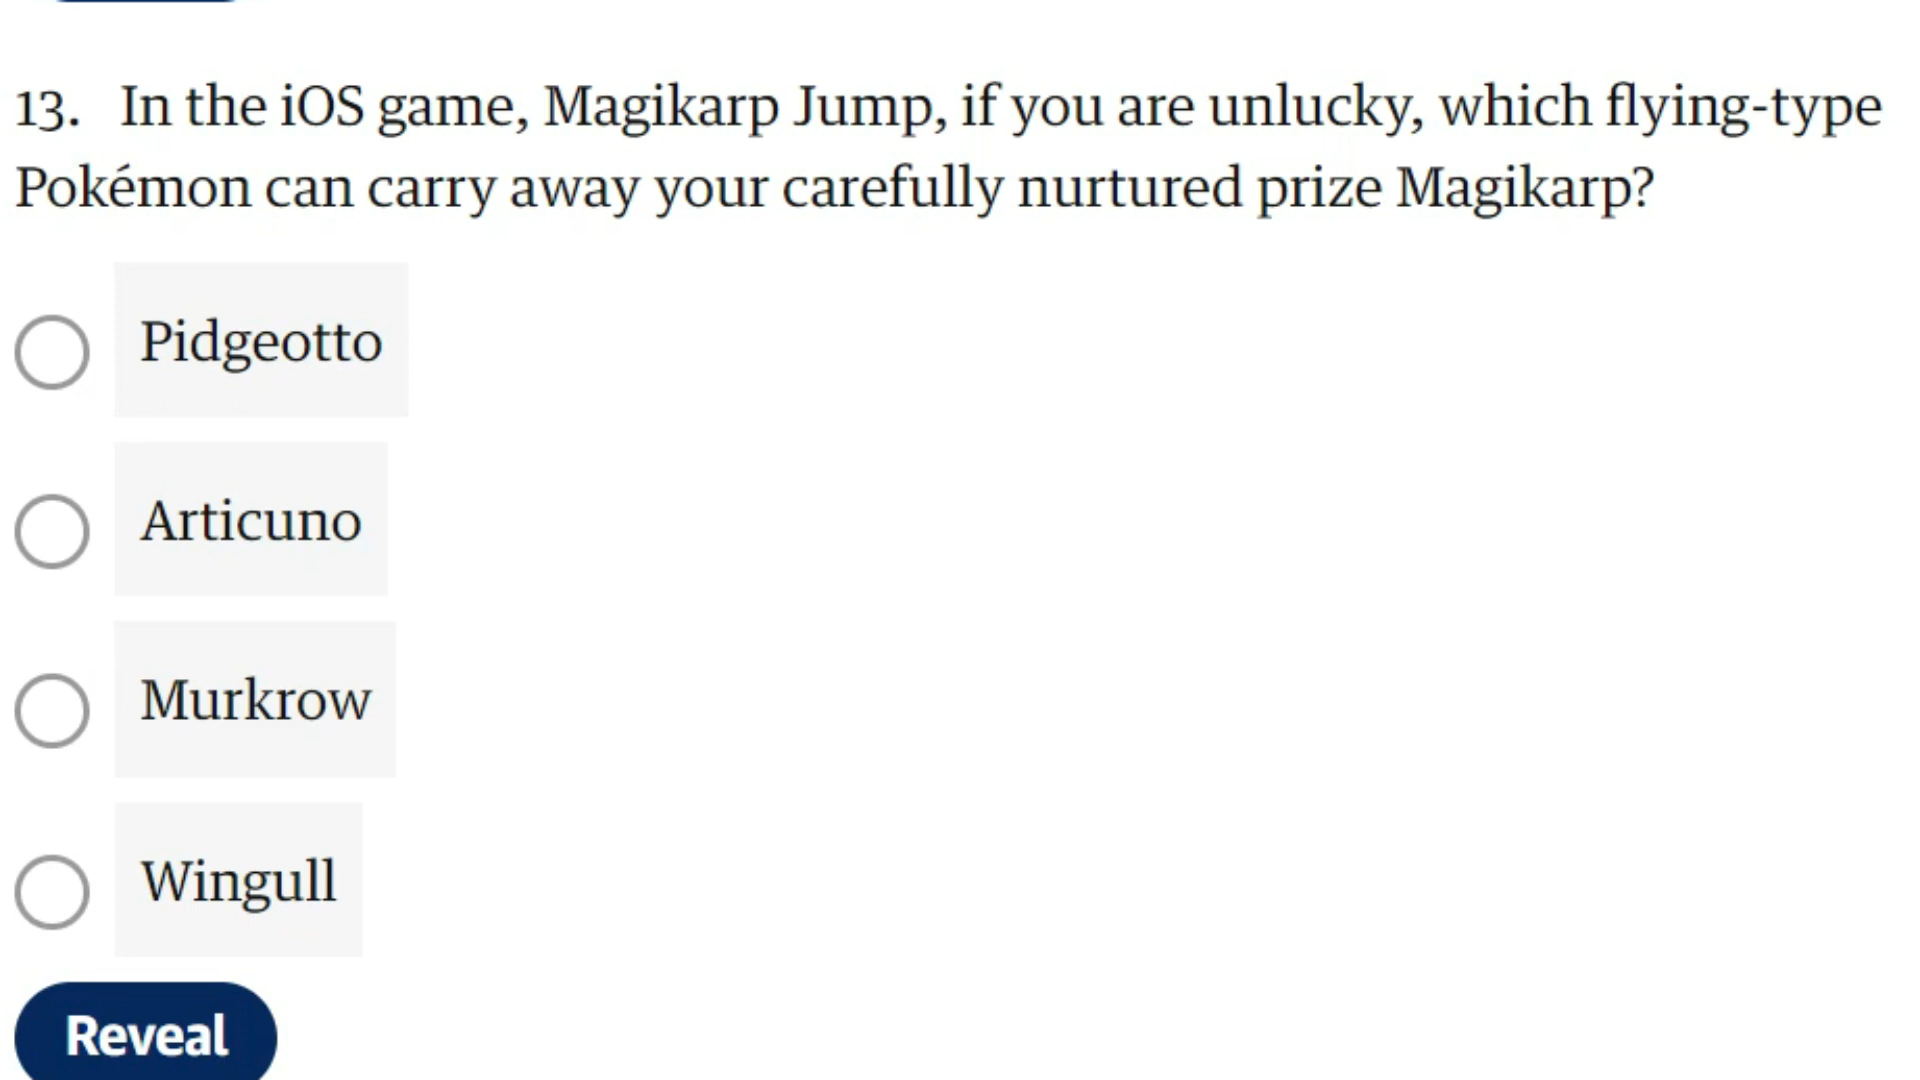 13. In the iOS game, Magikarp Jump, if you are unlucky, which flying-type
Pokémon can carry away your carefully nurtured prize Magikarp?
Pidgeotto
Articuno
Murkrow
Wingull
Reveal